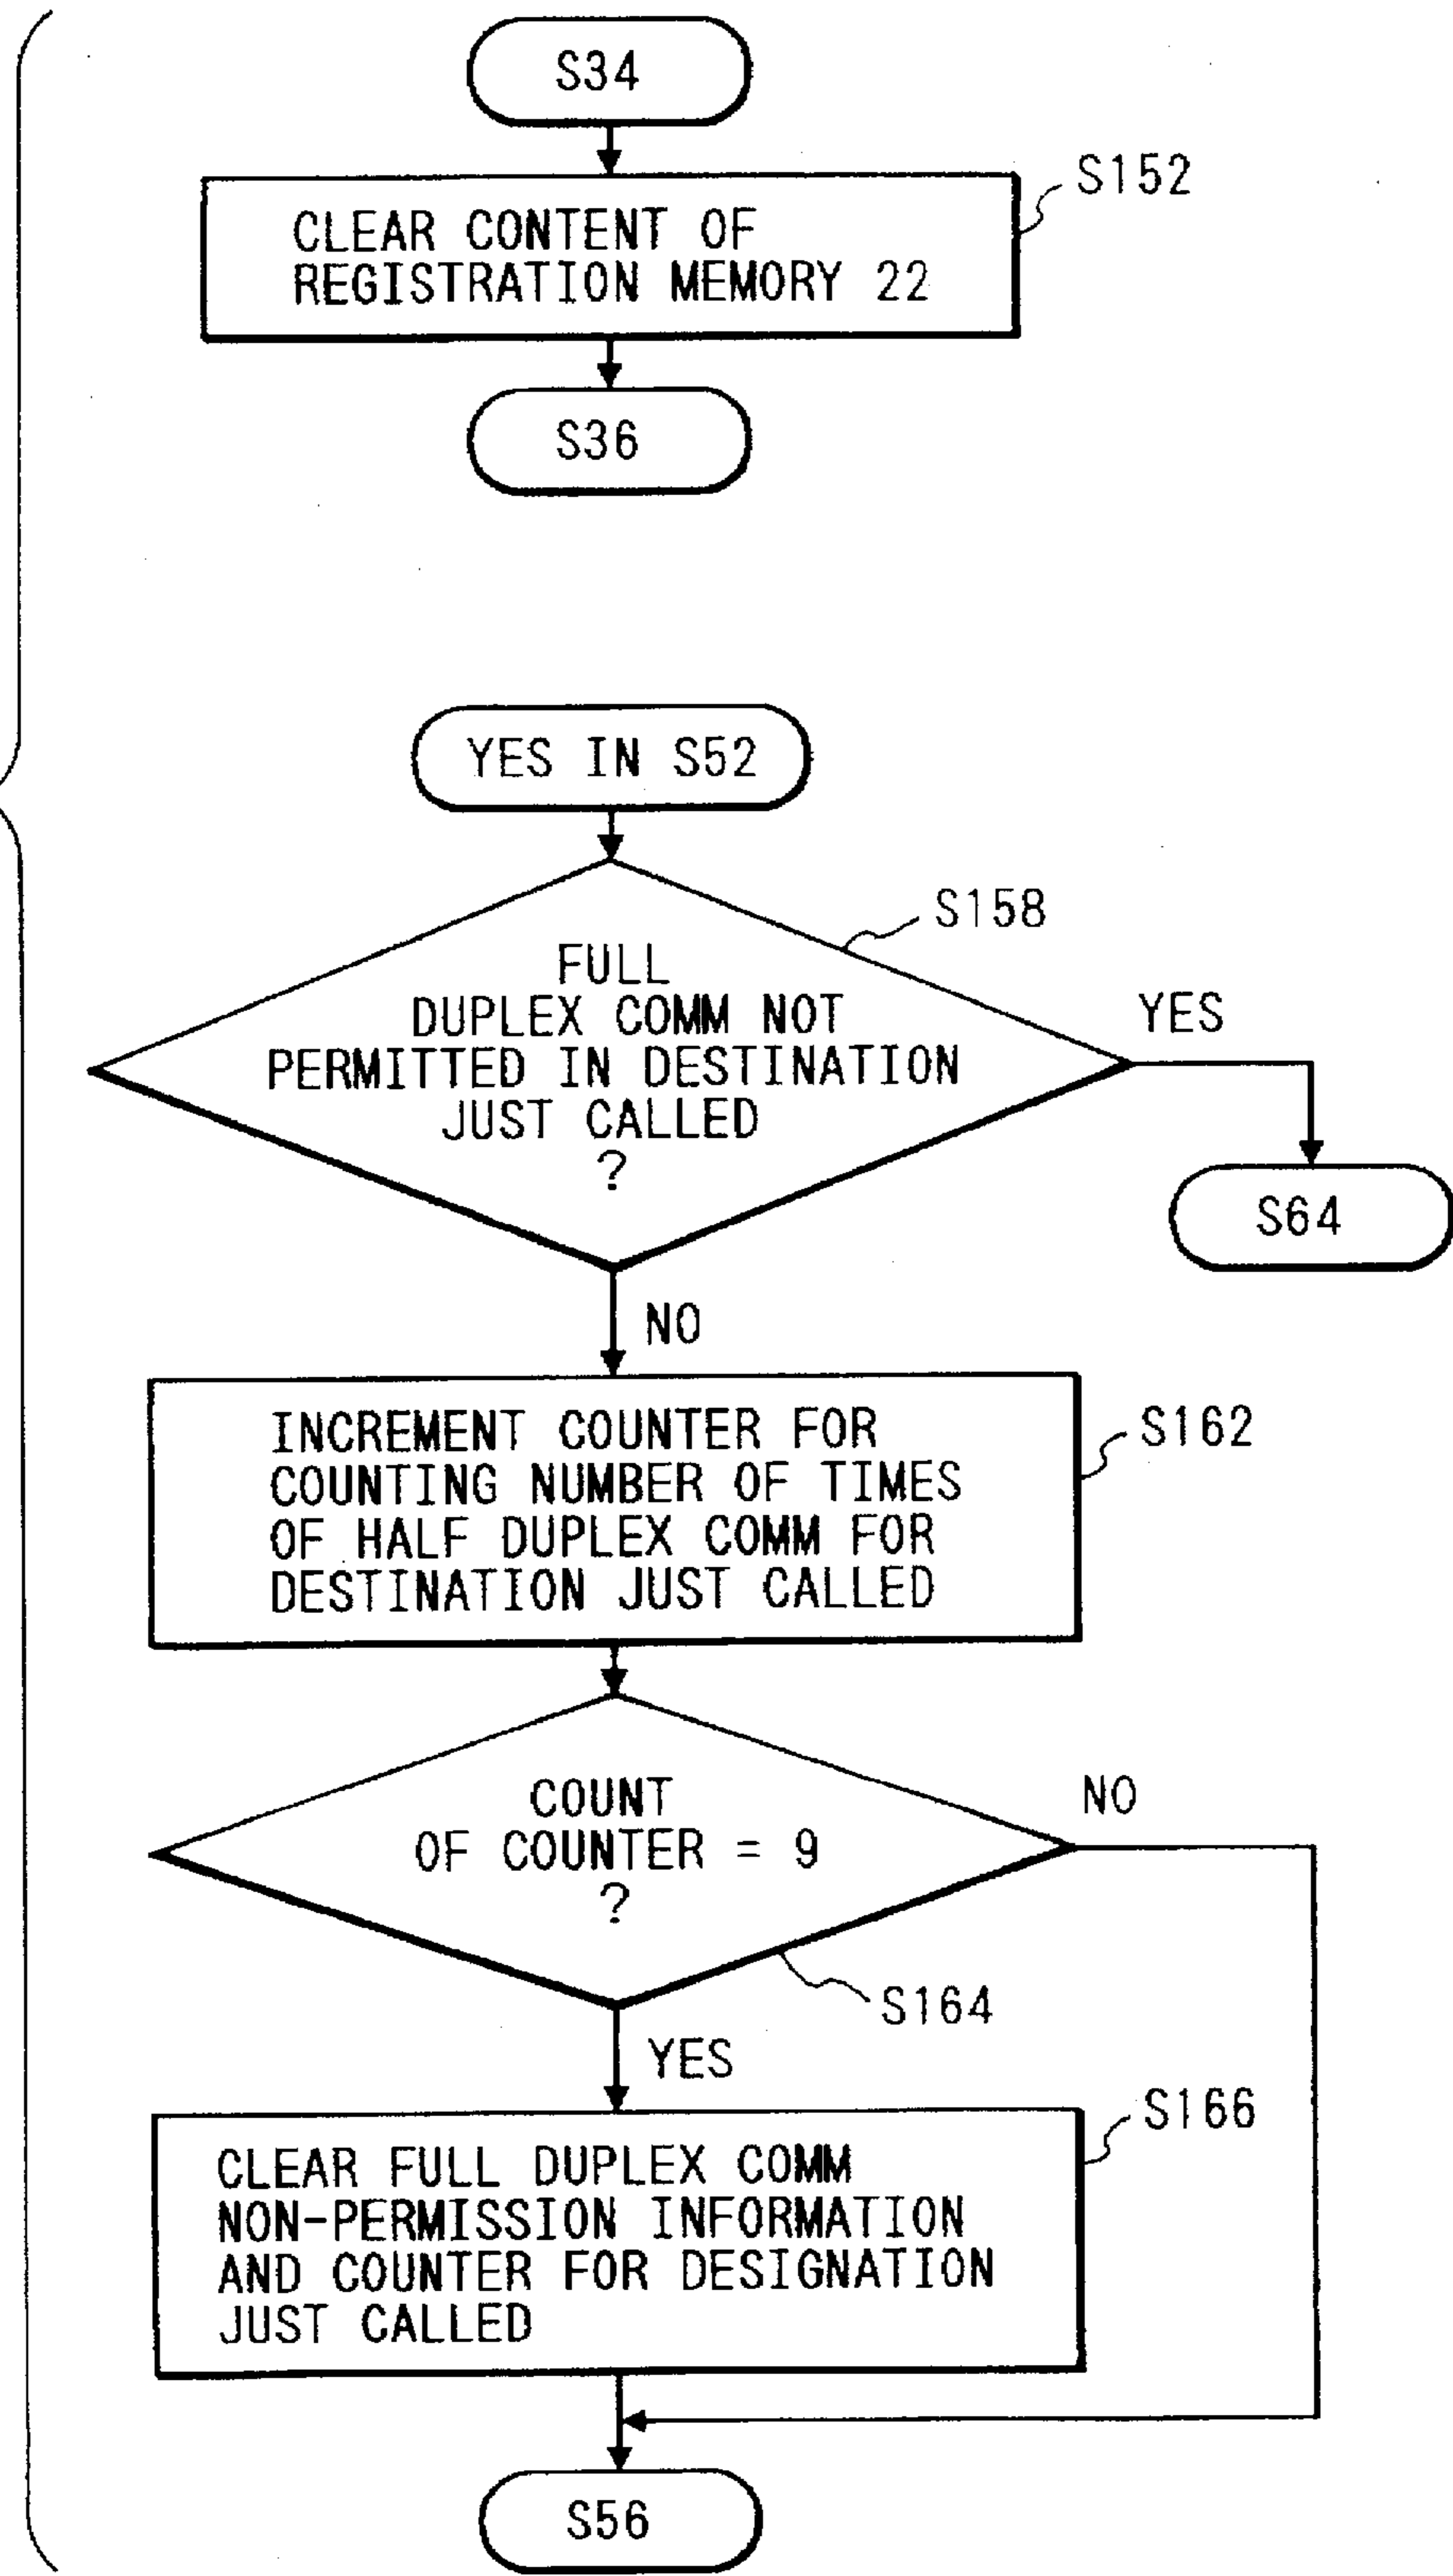 S34
S152
CLEAR CONTENT OF
REGISTRATION MEMORY 22
S36
YES IN S52
S158
FULL
DUPLEX COMM NOT
PERMITTED IN DESTINATION
JUST CALLED
?
YES
S64
NO
INCREMENT COUNTER FOR
COUNTING NUMBER OF TIMES
OF HALF DUPLEX COMM FOR
DESTINATION JUST CALLED
S162
COUNT
OF COUNTER = 9
?
NO
S164
YES
S166
CLEAR FULL DUPLEX COMM
NON-PERMISSION INFORMATION
AND COUNTER FOR DESIGNATION
JUST CALLED
S56